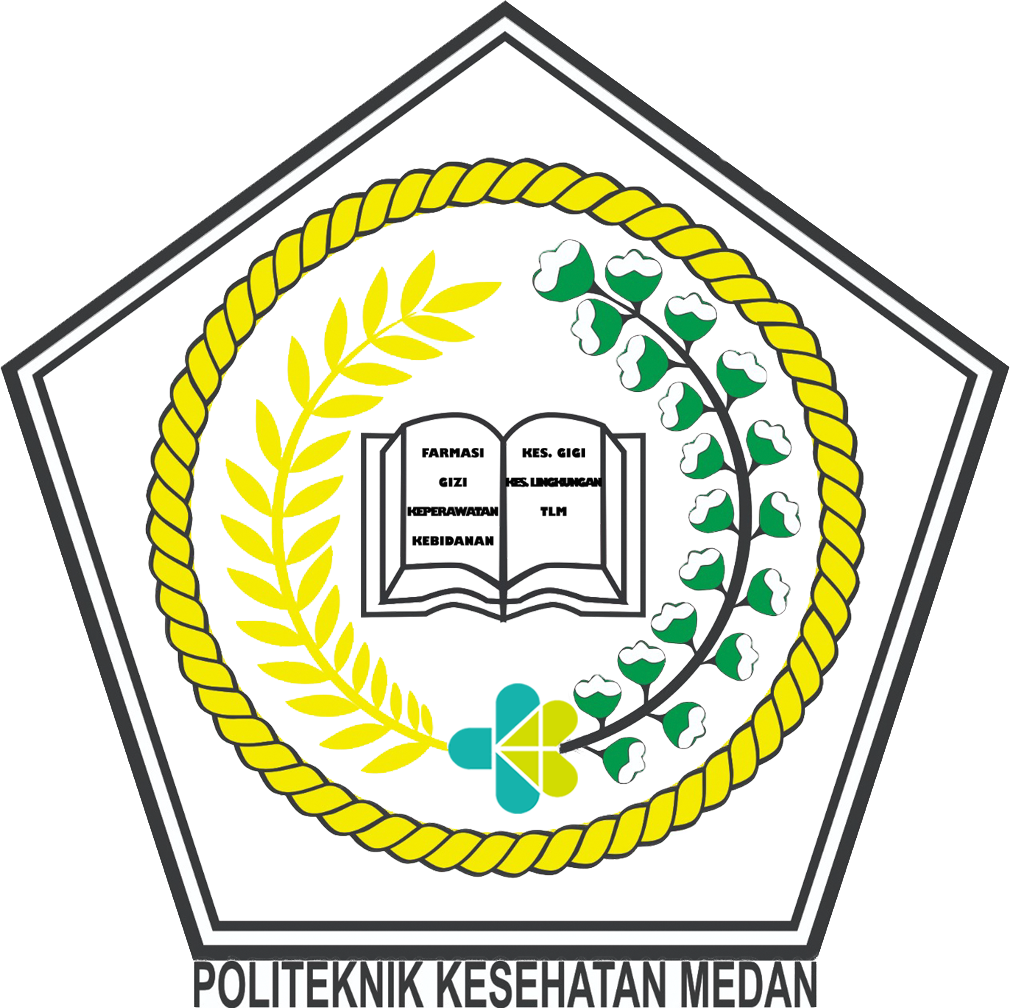 FARMASI
GIZI
KEPERAWATAN
KEBIDANAN
KES. GIGI
KES. LINGKUNGAN
TLM
POLITEKNIK KESEHATAN MEDAN